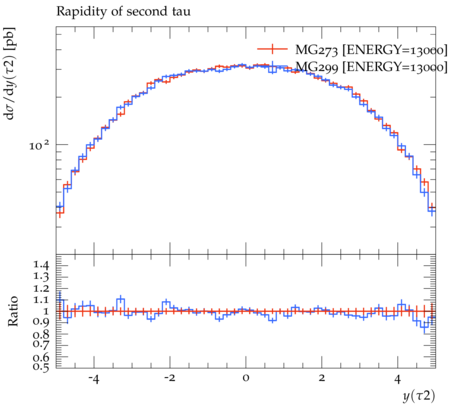 Rapidity of second tau
dσ/dy(τ2) [pb]
MG273 [ENERGY=13000]
MG299 [ENERGY=13000]
10²
Ratio
1.4
1.3
1.2
1.1
1
0.9
0.8
0.7
0.6
0.5
-4 -2 0 2 4
y(τ2)